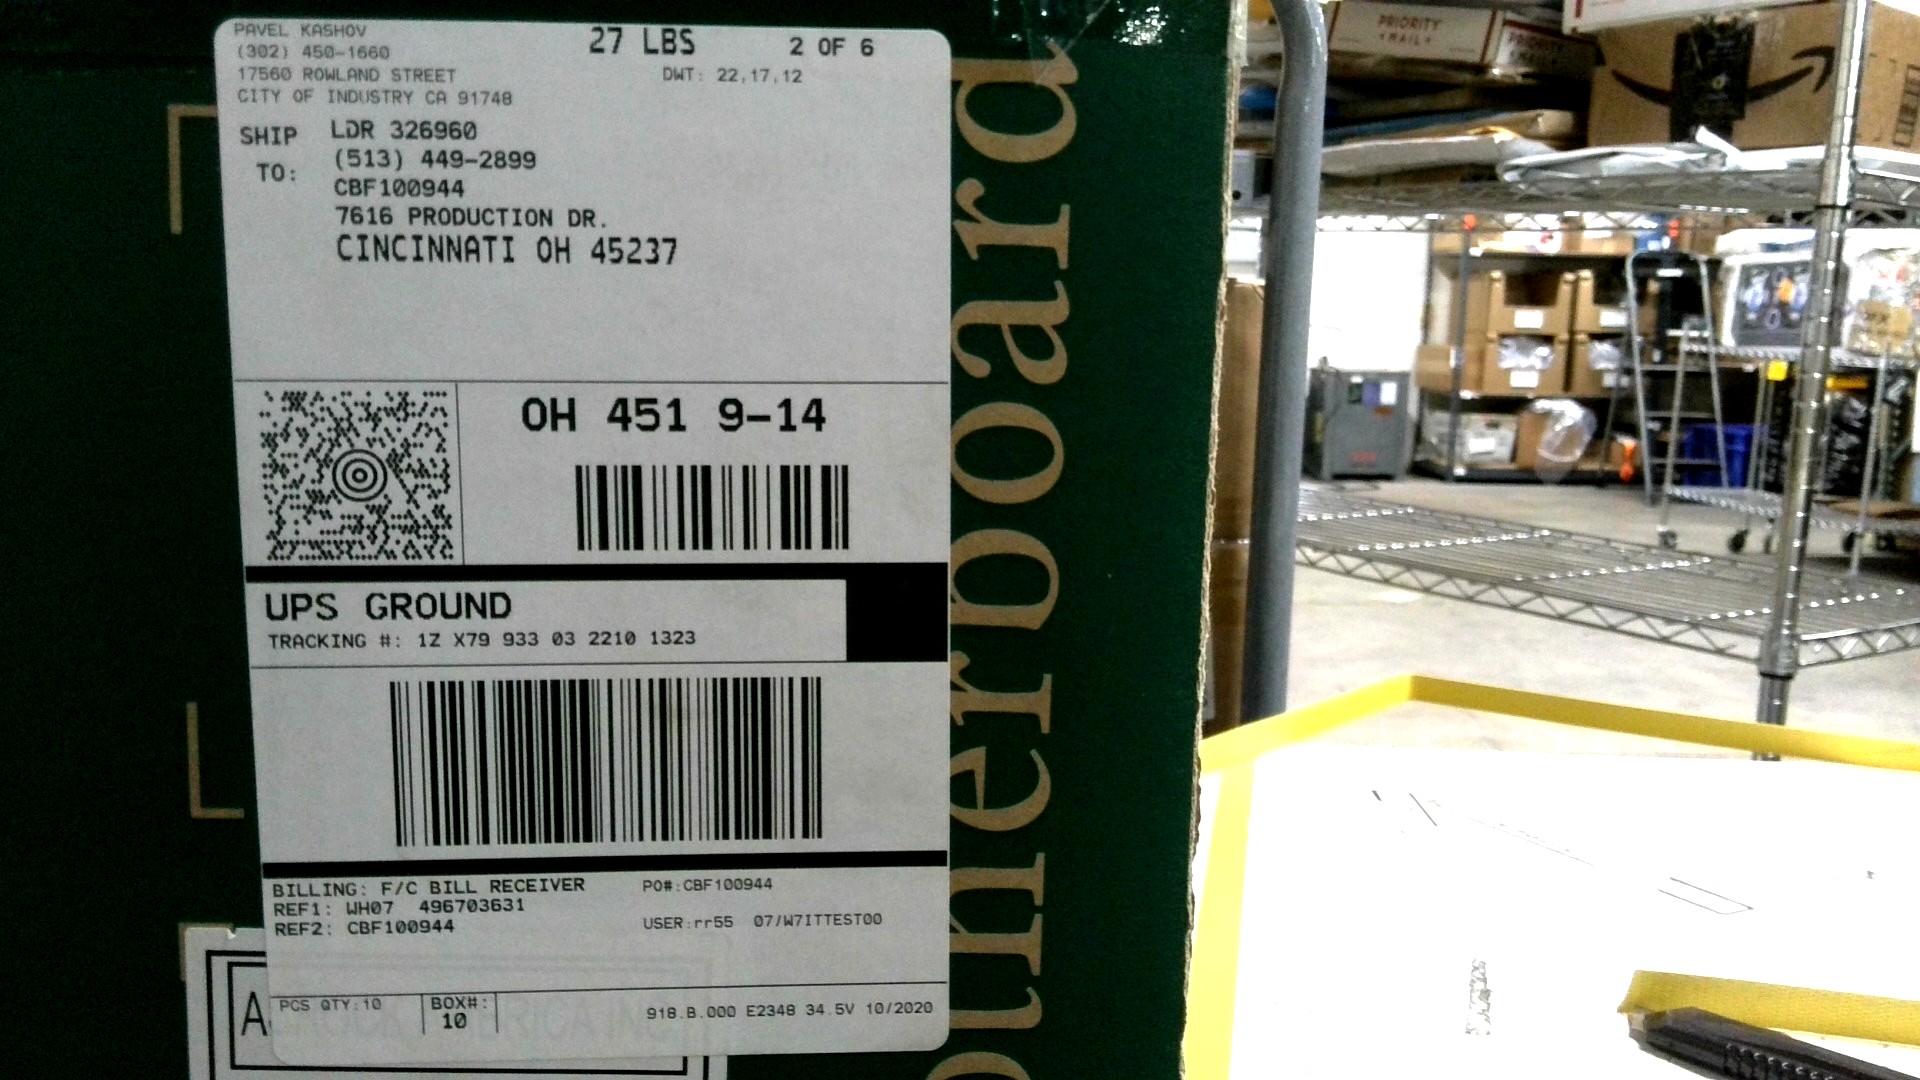 PAVEL KASHOV
(302) 450-1660
17560 ROWLAND STREET
CITY OF INDUSTRY CA 91748
27 LBS
2 OF 6
DWT: 22,17,12
SHIP TO:
LDR 326960
(513) 449-2899
CBF100944
7616 PRODUCTION DR.
CINCINNATI OH 45237
OH 451 9-14
UPS GROUND
TRACKING #: 1Z X79 933 03 2210 1323
BILLING: F/C BILL RECEIVER
REF1: WH07 496703631
REF2: CBF100944
PO#:CBF100944
USER:rr55 07/W7ITTEST00
PCS QTY:10
BOX#:
10
918.B.000 E2348 34.5V 10/2020
otherboard
PRIORITY
MAIL
PRIORITY
MAIL